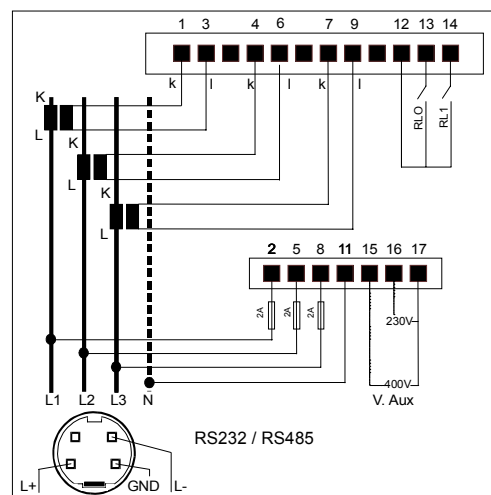 1 3 4 6 7 9 12 13 14
k l k l k l
K
L
K
L
K
L
RLO
RL1
2 5 8 11 15 16 17
2A
2A
2A
230V
400V
V. Aux
L1 L2 L3 N
RS232 / RS485
L+ GND L-